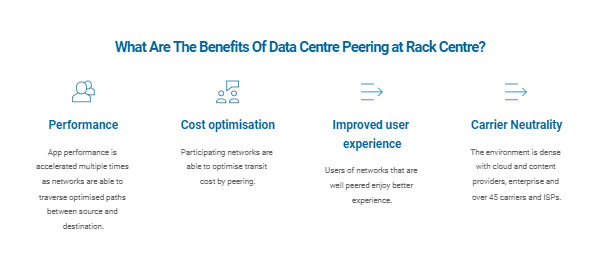 What Are The Benefits Of Data Centre Peering at Rack Centre?
Performance
App performance is
accelerated multiple times
as networks are able to
traverse optimised paths
between source and
destination.
Cost optimisation
Participating networks are
able to optimise transit
cost by peering.
Improved user
experience
Users of networks that are
well peered enjoy better
experience.
Carrier Neutrality
The environment is dense
with cloud and content
providers, enterprise and
over 45 carriers and ISPs.